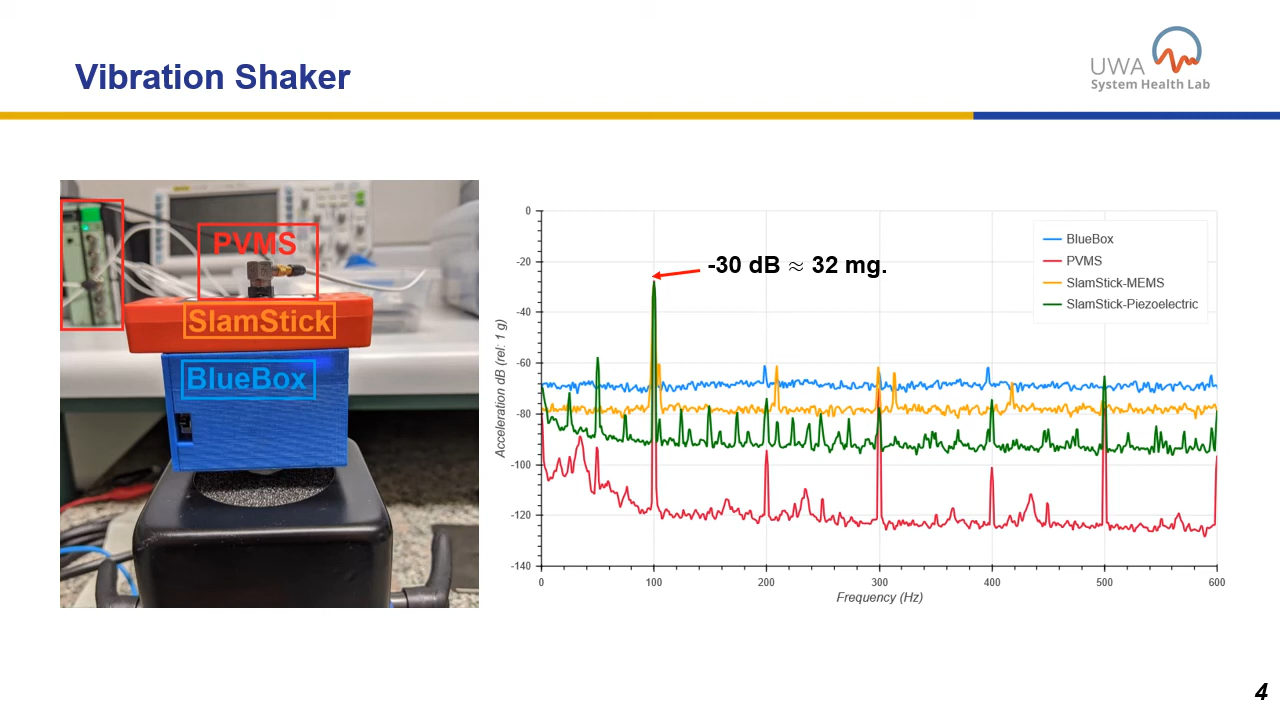 Vibration Shaker
UWA
System Health Lab
PVMS
SlamStick
BlueBox
0
-20
-40
-60
-80
-100
-120
-140
Acceleration dB (rel: 1 g)
-30 dB ≈ 32 mg.
BlueBox
PVMS
SlamStick-MEMS
SlamStick-Piezoelectric
0 100 200 300 400 500 600
Frequency (Hz)
4